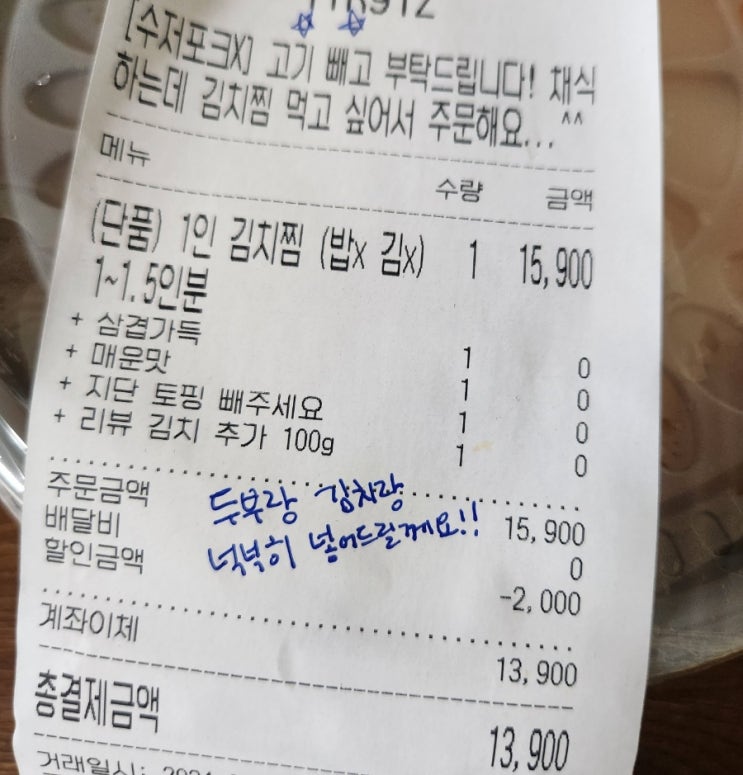 [수저포크X] 고기 빼고 부탁드립니다! 채식
하는데 김치찜 먹고 싶어서 주문해요...^^
메뉴 수량 금액
(단품) 1인 김치찜 (밥x 김x) 1 15,900
1~1.5인분
+ 삼겹가득 1 0
+ 매운맛 1 0
+ 지단 토핑 빼주세요 1 0
+ 리뷰 김치 추가 100g 1 0
주문금액 15,900
배달비 0
할인금액 -2,000
두부랑 김치랑
넉넉히 넣어드릴게요!!
계좌이체 13,900
총결제금액 13,900
거래일시: